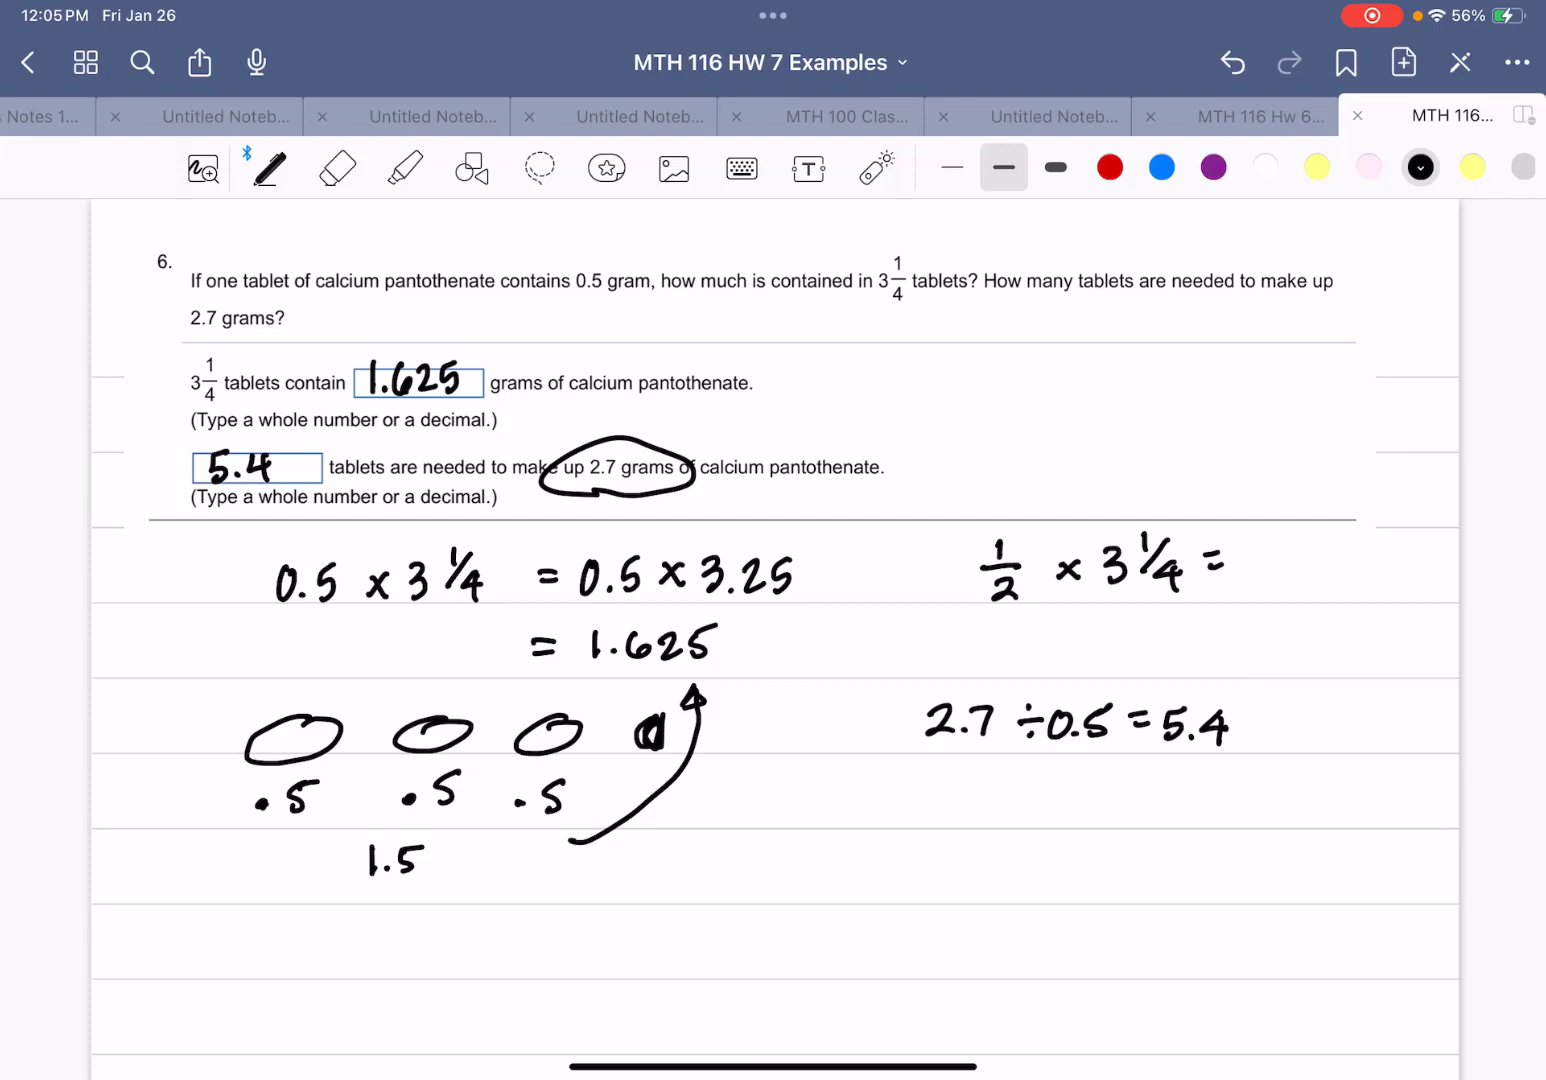 12:05 PM Fri Jan 26
56%
MTH 116 HW 7 Examples
s Notes 1...
Untitled Noteb...
Untitled Noteb...
Untitled Noteb...
MTH 100 Clas...
Untitled Noteb...
MTH 116 Hw 6...
MTH 116...
6.
If one tablet of calcium pantothenate contains 0.5 gram, how much is contained in 3 1/4 tablets? How many tablets are needed to make up
2.7 grams?
3 1/4 tablets contain 1.625 grams of calcium pantothenate.
(Type a whole number or a decimal.)
5.4 tablets are needed to make up 2.7 grams of calcium pantothenate.
(Type a whole number or a decimal.)
0.5 × 3 1/4 = 0.5 × 3.25
1/2 × 3 1/4 =
= 1.625
2.7 ÷ 0.5 = 5.4
.5 .5 .5
1.5